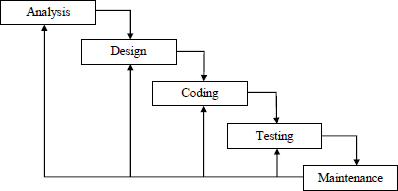 Analysis
Design
Coding
Testing
Maintenance